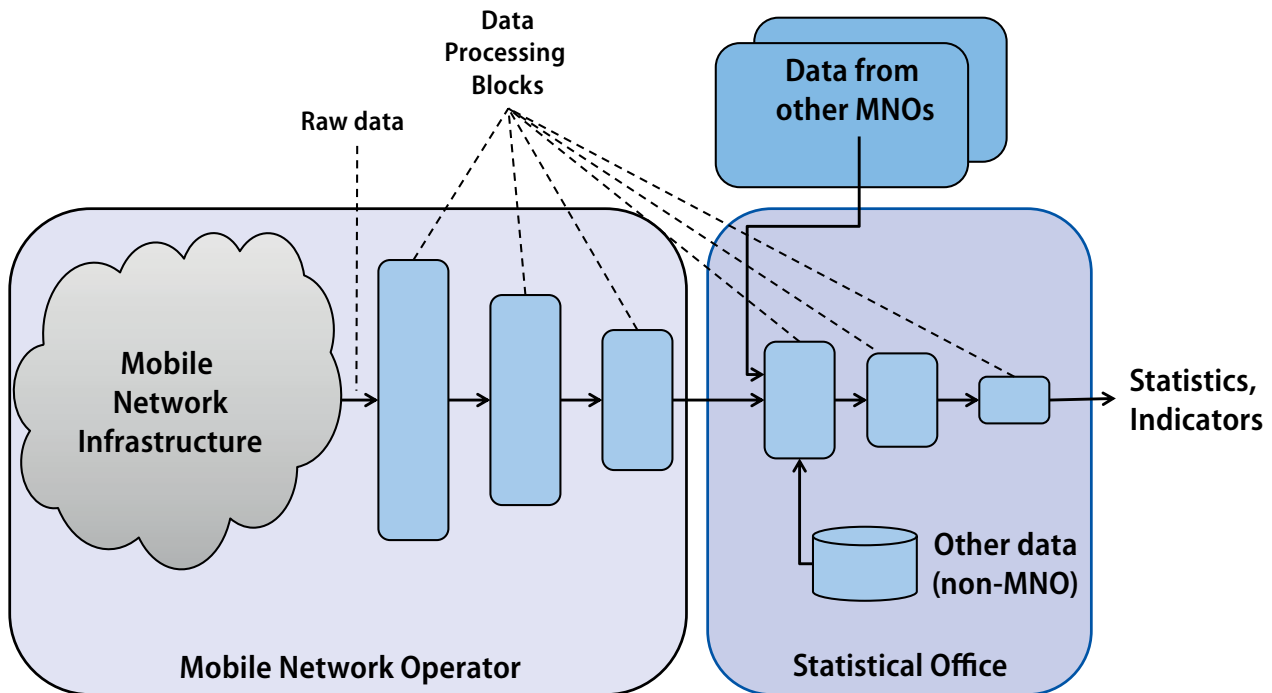 Data
Processing
Blocks
Raw data
Data from
other MNOs
Mobile
Network
Infrastructure
Statistics,
Indicators
Other data
(non-MNO)
Mobile Network Operator
Statistical Office